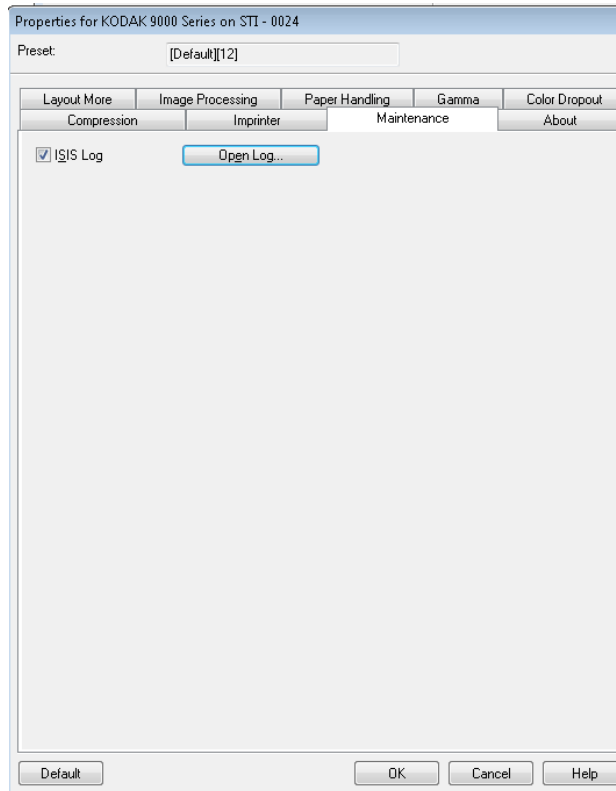 Properties for KODAK 9000 Series on STI - 0024
Preset: [Default][12]
Layout More Image Processing Paper Handling Gamma Color Dropout
Compression Imprinter Maintenance About
ISIS Log Open Log...
Default OK Cancel Help